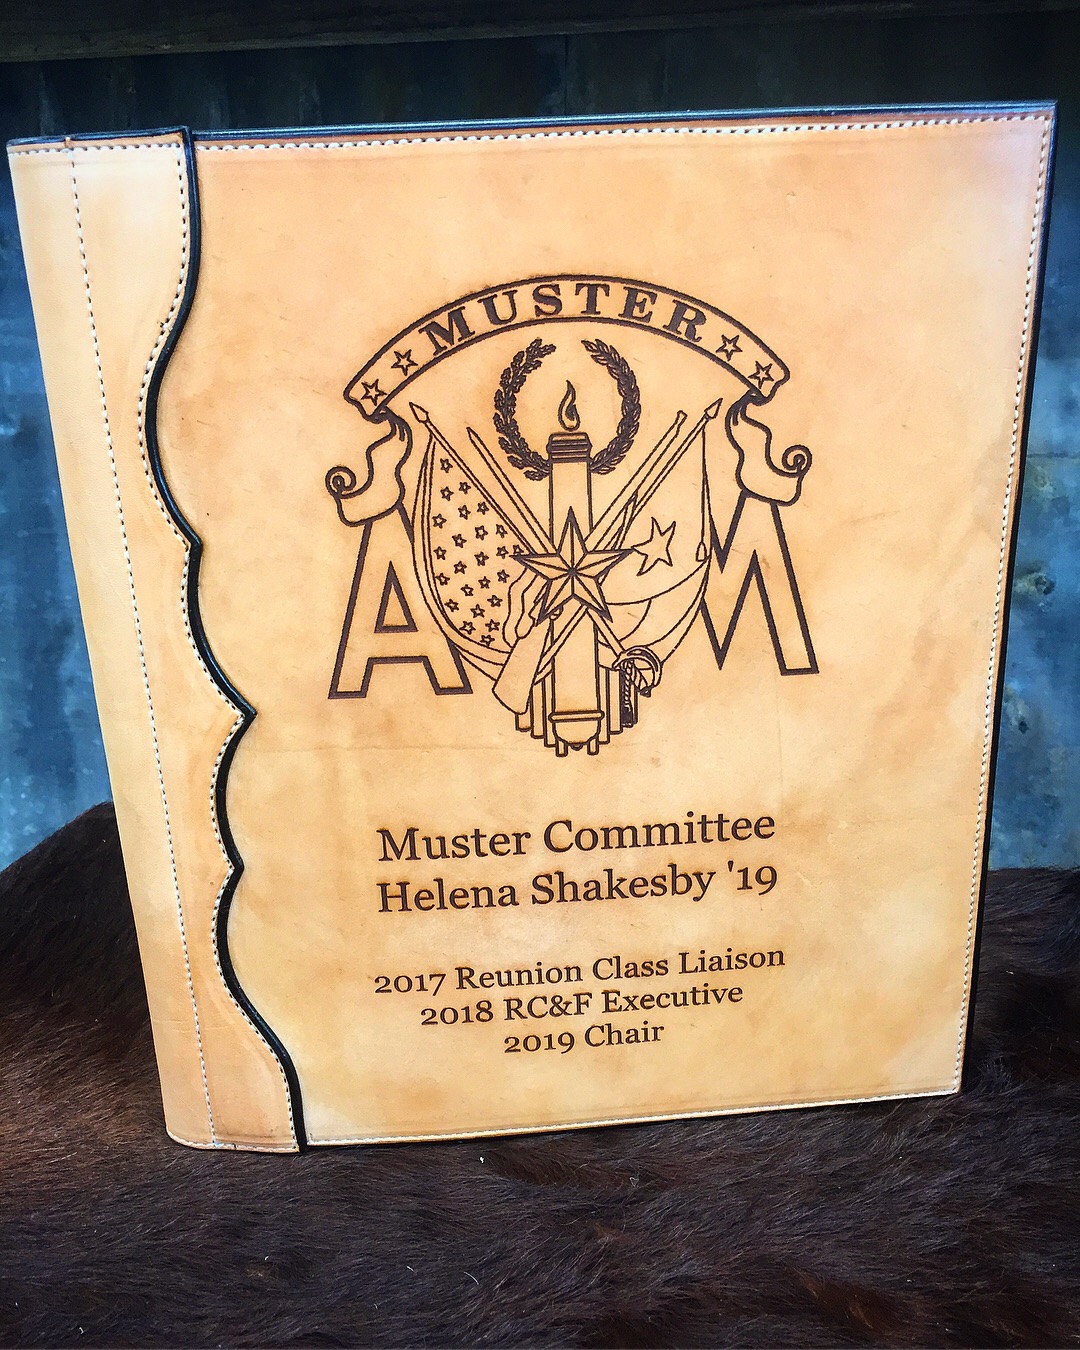 MUSTER
A M
Muster Committee
Helena Shakesby '19
2017 Reunion Class Liaison
2018 RC&F Executive
2019 Chair